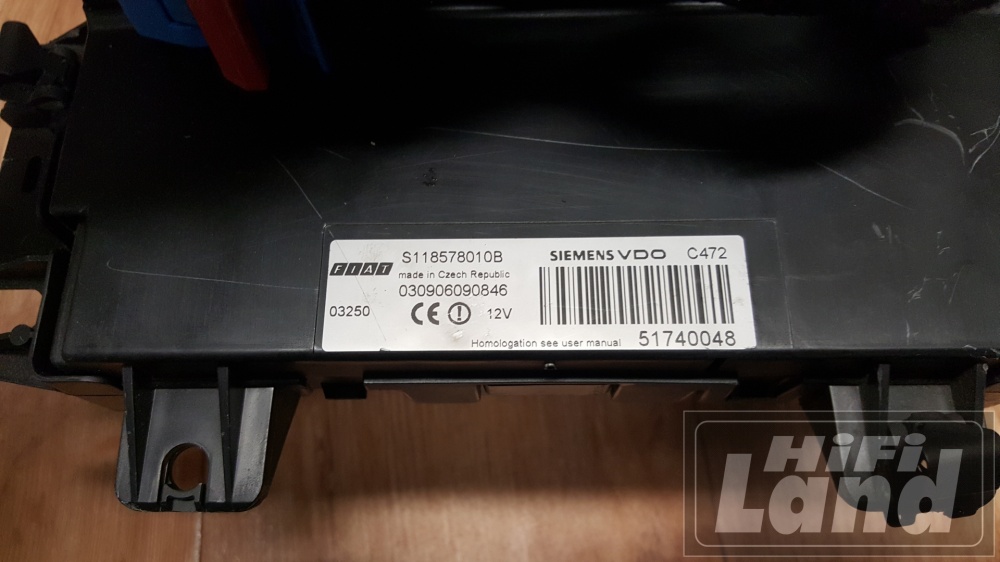 FIAT
S118578010B
made in Czech Republic
030906090846
03250
CE
12V
SIEMENS VDO
C472
Homologation see user manual
51740048
HiFi
Land